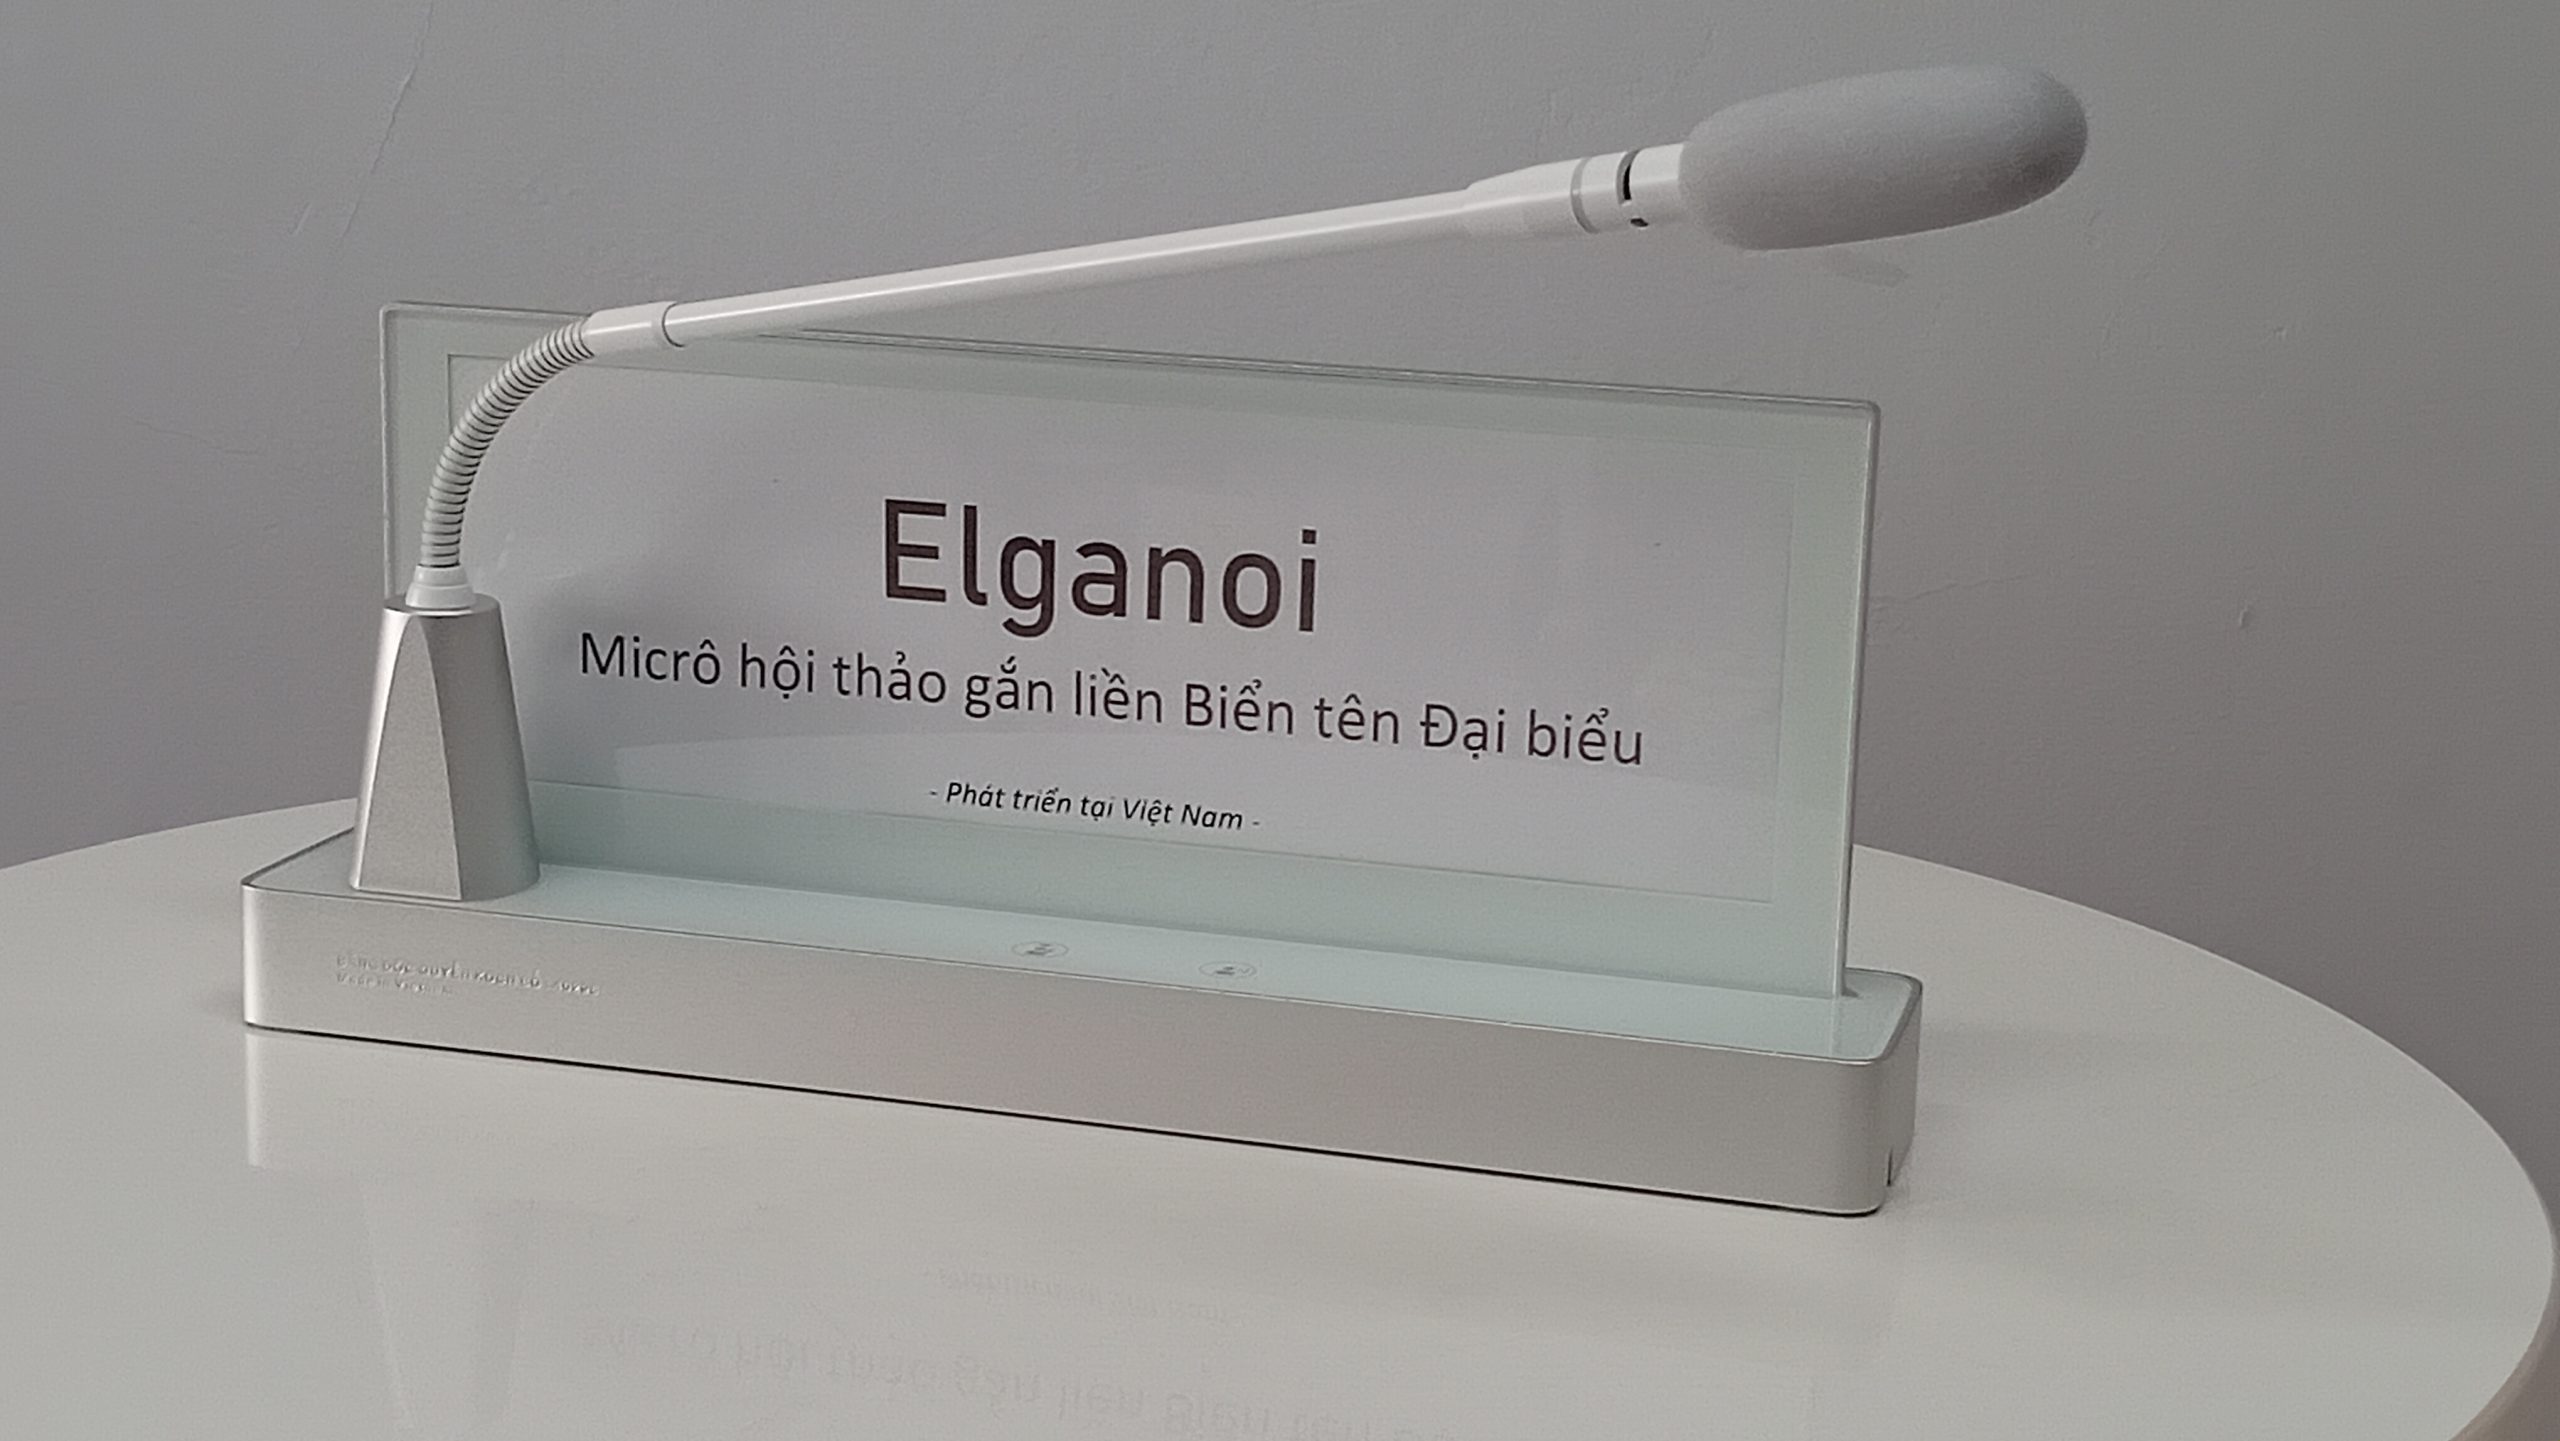 Elganoi
Micrô hội thảo gắn liền Biển tên Đại biểu
- Phát triển tại Việt Nam -